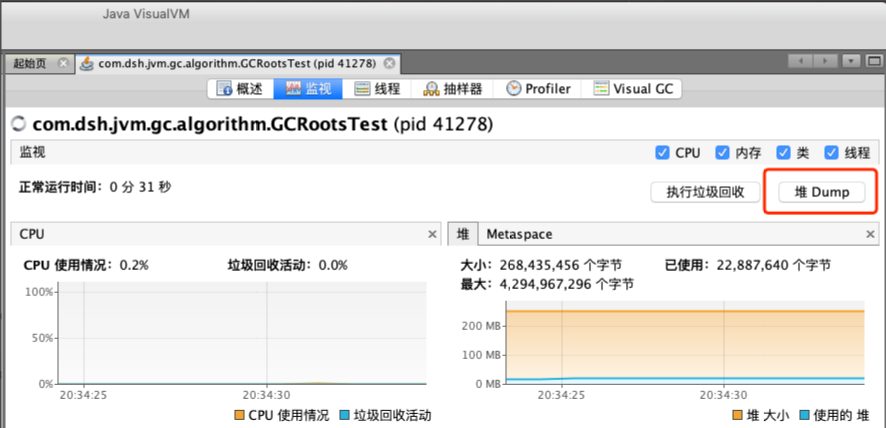 Java VisualVM
起始页 com.dsh.jvm.gc.algorithm.GCRootsTest (pid 41278)
概述 监视 线程 抽样器 Profiler Visual GC
com.dsh.jvm.gc.algorithm.GCRootsTest (pid 41278)
监视 CPU 内存 类 线程
正常运行时间：0 分 31 秒 执行垃圾回收 堆 Dump
CPU
CPU 使用情况：0.2% 垃圾回收活动：0.0%
100%
50%
0%
20:34:25 20:34:30
CPU 使用情况 垃圾回收活动
堆 Metaspace
大小：268,435,456 个字节 已使用：22,887,640 个字节
最大：4,294,967,296 个字节
200 MB
100 MB
0 MB
20:34:25 20:34:30
堆 大小 使用的 堆